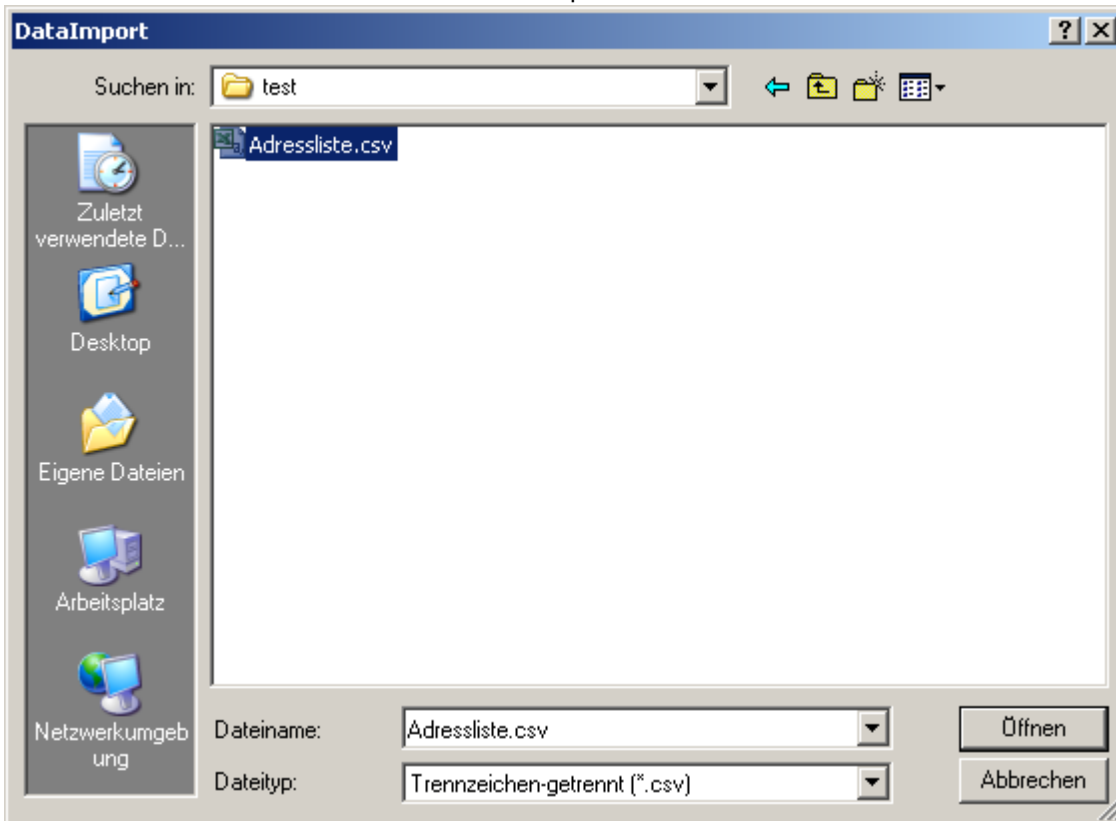 DataImport
Suchen in:
test
Adressliste.csv
Zuletzt
verwendete D...
Desktop
Eigene Dateien
Arbeitsplatz
Netzwerkumgeb
ung
Dateiname:
Adressliste.csv
Öffnen
Dateityp:
Trennzeichen-getrennt (*.csv)
Abbrechen